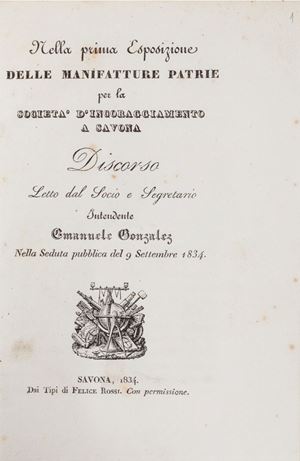 1
Nella prima Esposizione
DELLE MANIFATTURE PATRIE
per la
SOCIETA' D'INCORAGGIAMENTO
A SAVONA
Discorso
Letto dal Socio e Segretario
Intendente
Emanuele Gonzalez
Nella Seduta pubblica del 9 Settembre 1834.
SAVONA, 1834.
Dai Tipi di FELICE ROSSI. Con permissione.